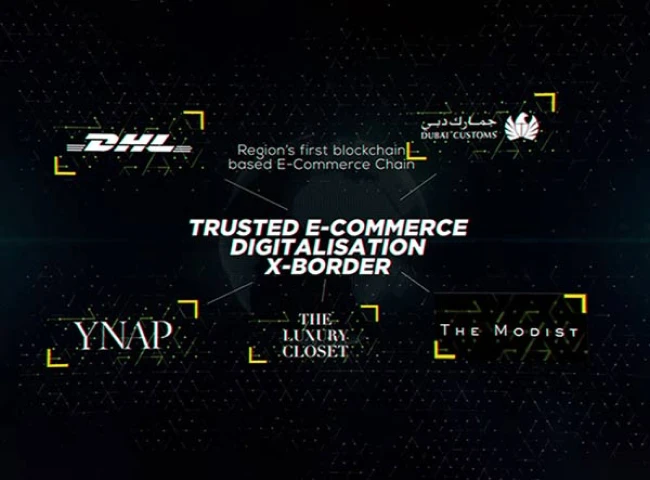 DHL
Region's first blockchain
based E-Commerce Chain
جمارك دبي
DUBAI CUSTOMS
TRUSTED E-COMMERCE
DIGITALISATION
X-BORDER
YNAP
THE
LUXURY
CLOSET
THE MODIST